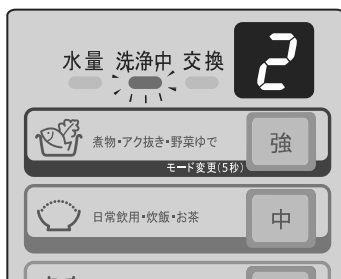 水量 洗浄中 交換 2
煮物・アク抜き・野菜ゆで 強
モード変更(5秒)
日常飲用・炊飯・お茶 中